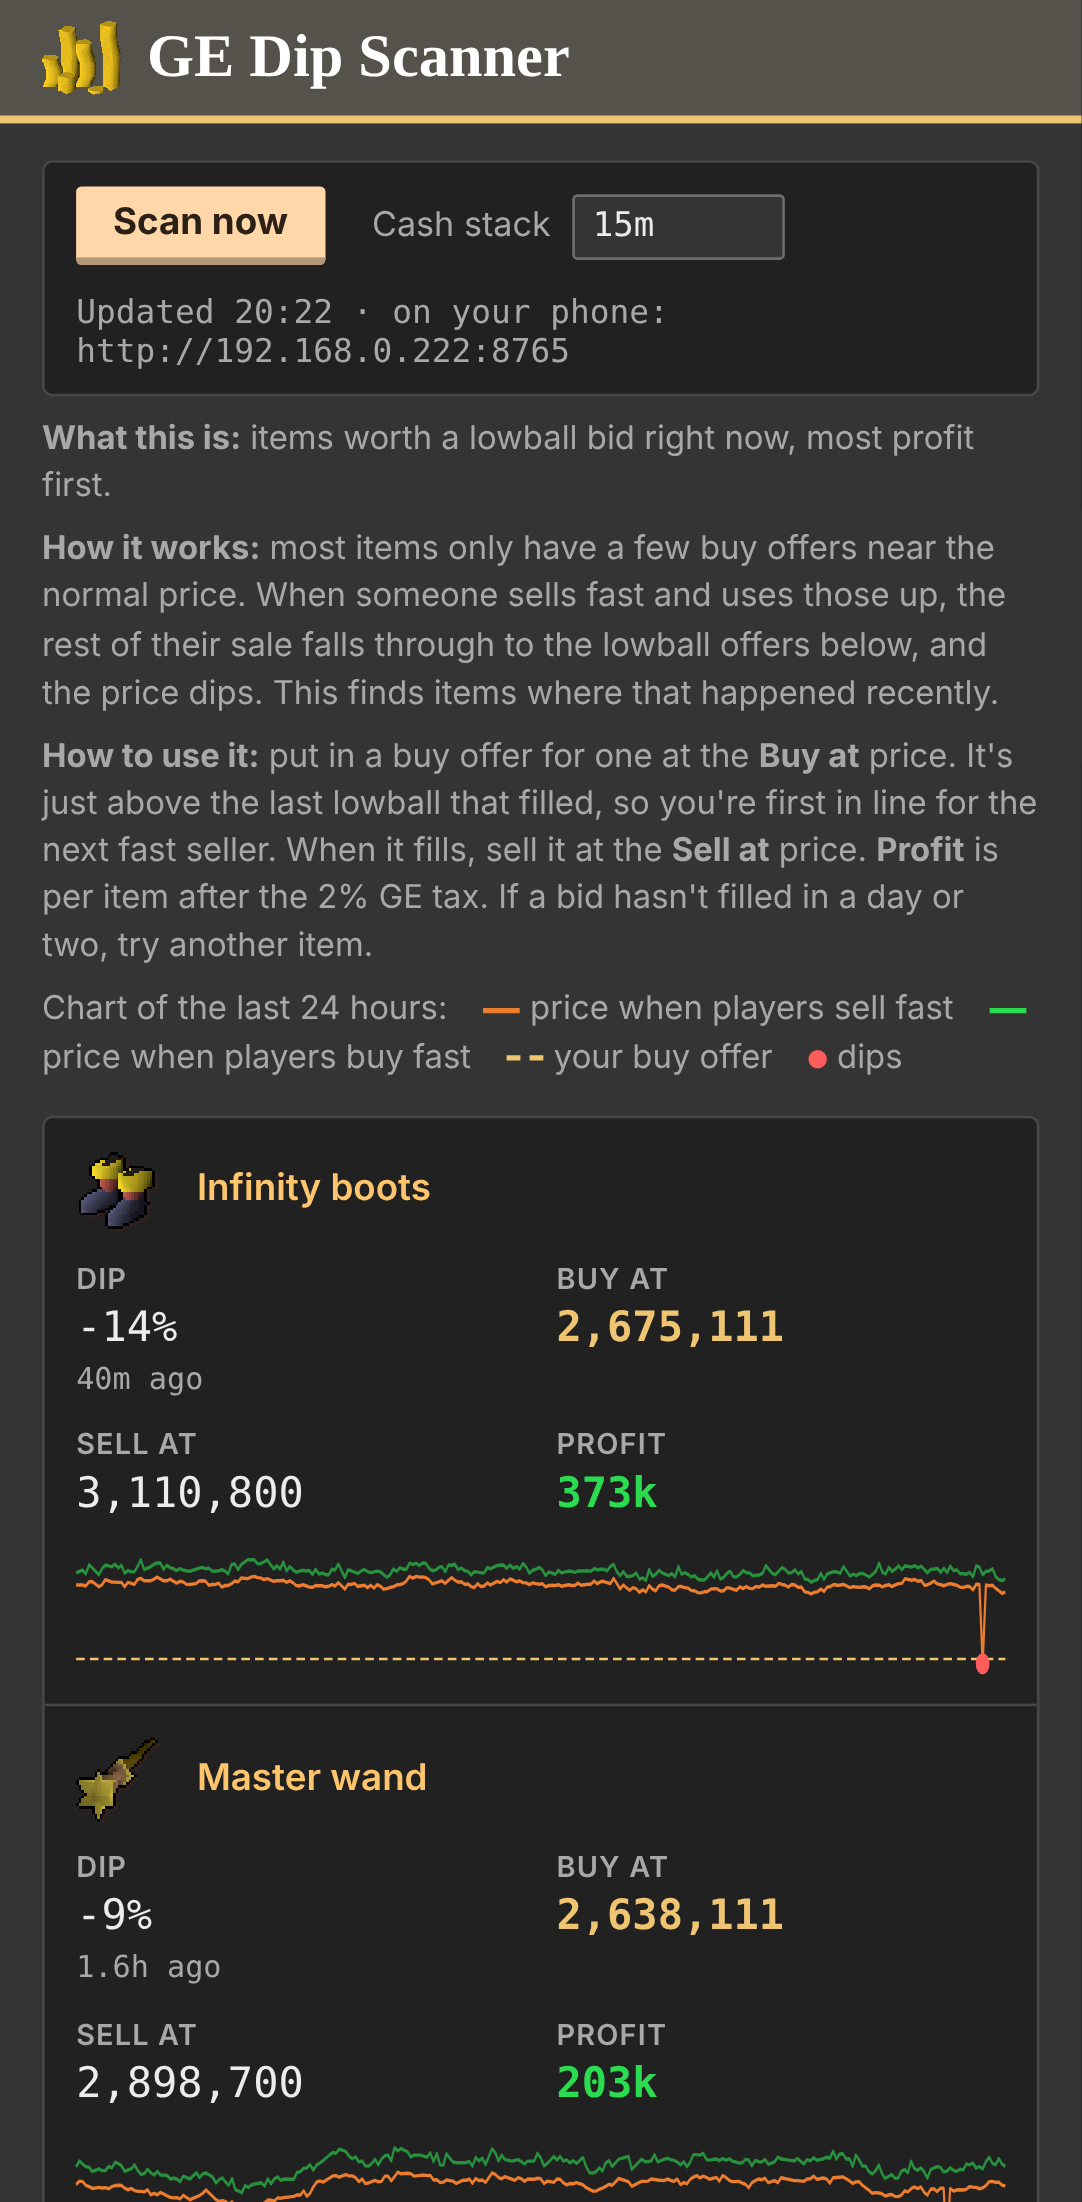 GE Dip Scanner
Scan now
Cash stack
15m
Updated 20:22 · on your phone:
http://192.168.0.222:8765
What this is: items worth a lowball bid right now, most profit
first.
How it works: most items only have a few buy offers near the
normal price. When someone sells fast and uses those up, the
rest of their sale falls through to the lowball offers below, and
the price dips. This finds items where that happened recently.
How to use it: put in a buy offer for one at the Buy at price. It's
just above the last lowball that filled, so you're first in line for the
next fast seller. When it fills, sell it at the Sell at price. Profit is
per item after the 2% GE tax. If a bid hasn't filled in a day or
two, try another item.
Chart of the last 24 hours: price when players sell fast
price when players buy fast your buy offer dips
Infinity boots
DIP
-14%
40m ago
BUY AT
2,675,111
SELL AT
3,110,800
PROFIT
373k
Master wand
DIP
-9%
1.6h ago
BUY AT
2,638,111
SELL AT
2,898,700
PROFIT
203k